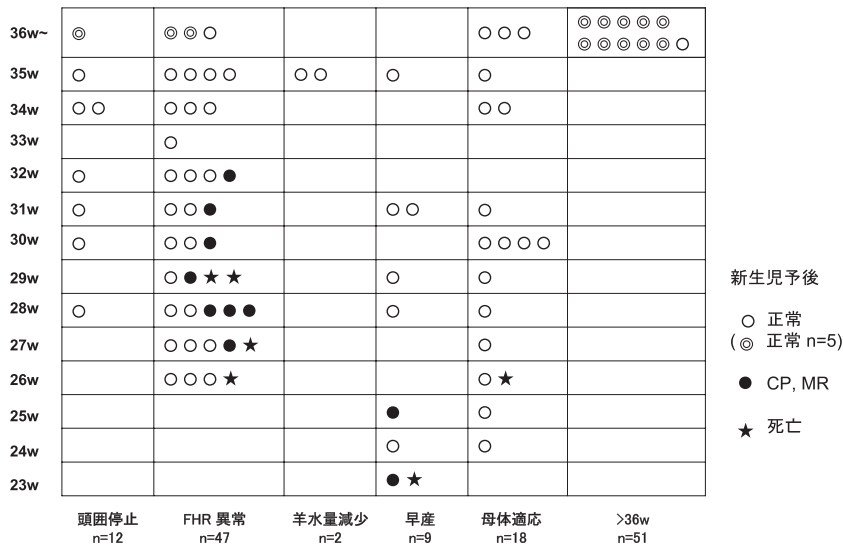 36w~
35w
34w
33w
32w
31w
30w
29w
28w
27w
26w
25w
24w
23w
頭囲停止
n=12
FHR 異常
n=47
羊水量減少
n=2
早産
n=9
母体適応
n=18
>36w
n=51
新生児予後
○ 正常
(◎ 正常 n=5)
● CP, MR
★ 死亡